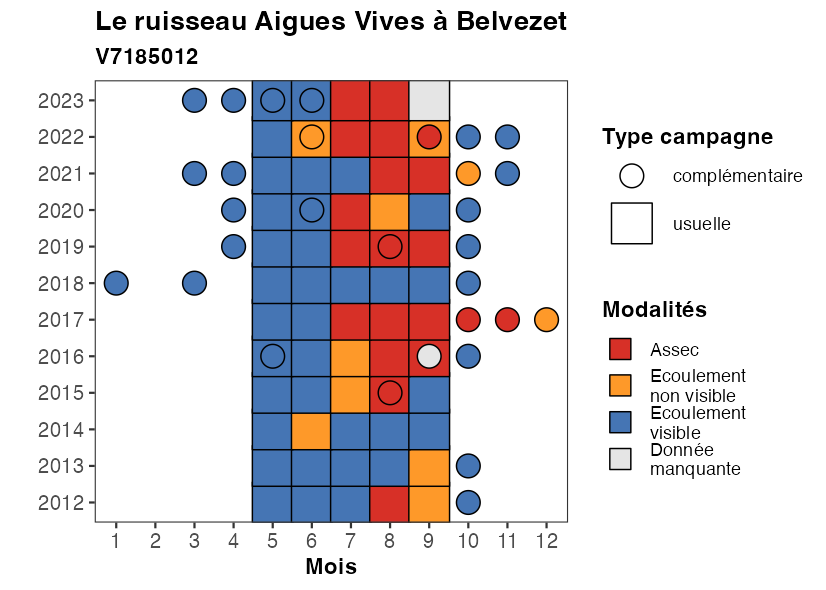 Le ruisseau Aigues Vives à Belvezet
V7185012
2023
2022
2021
2020
2019
2018
2017
2016
2015
2014
2013
2012
1 2 3 4 5 6 7 8 9 10 11 12
Mois
Type campagne
complémentaire
usuelle
Modalités
Assec
Ecoulement
non visible
Ecoulement
visible
Donnée
manquante